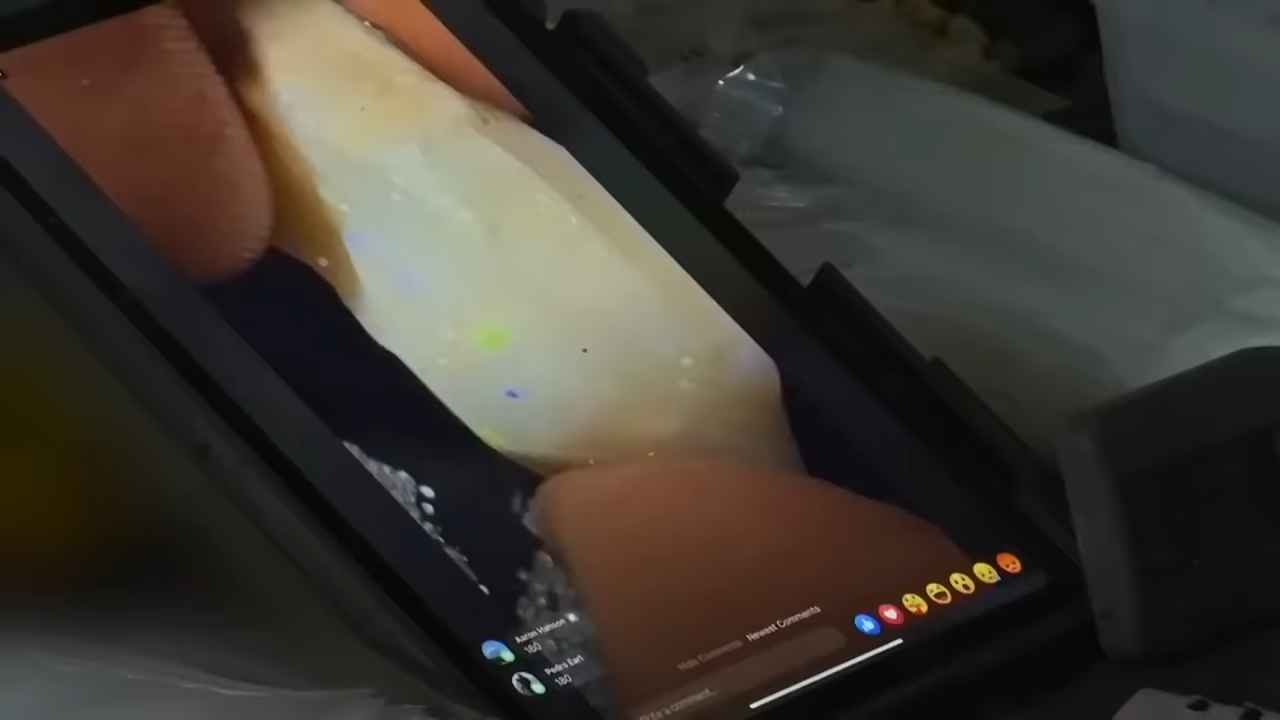 Aaron Hanson
180
Pedro Earl
180
Hide Comments Newest Comments
Write a comment...